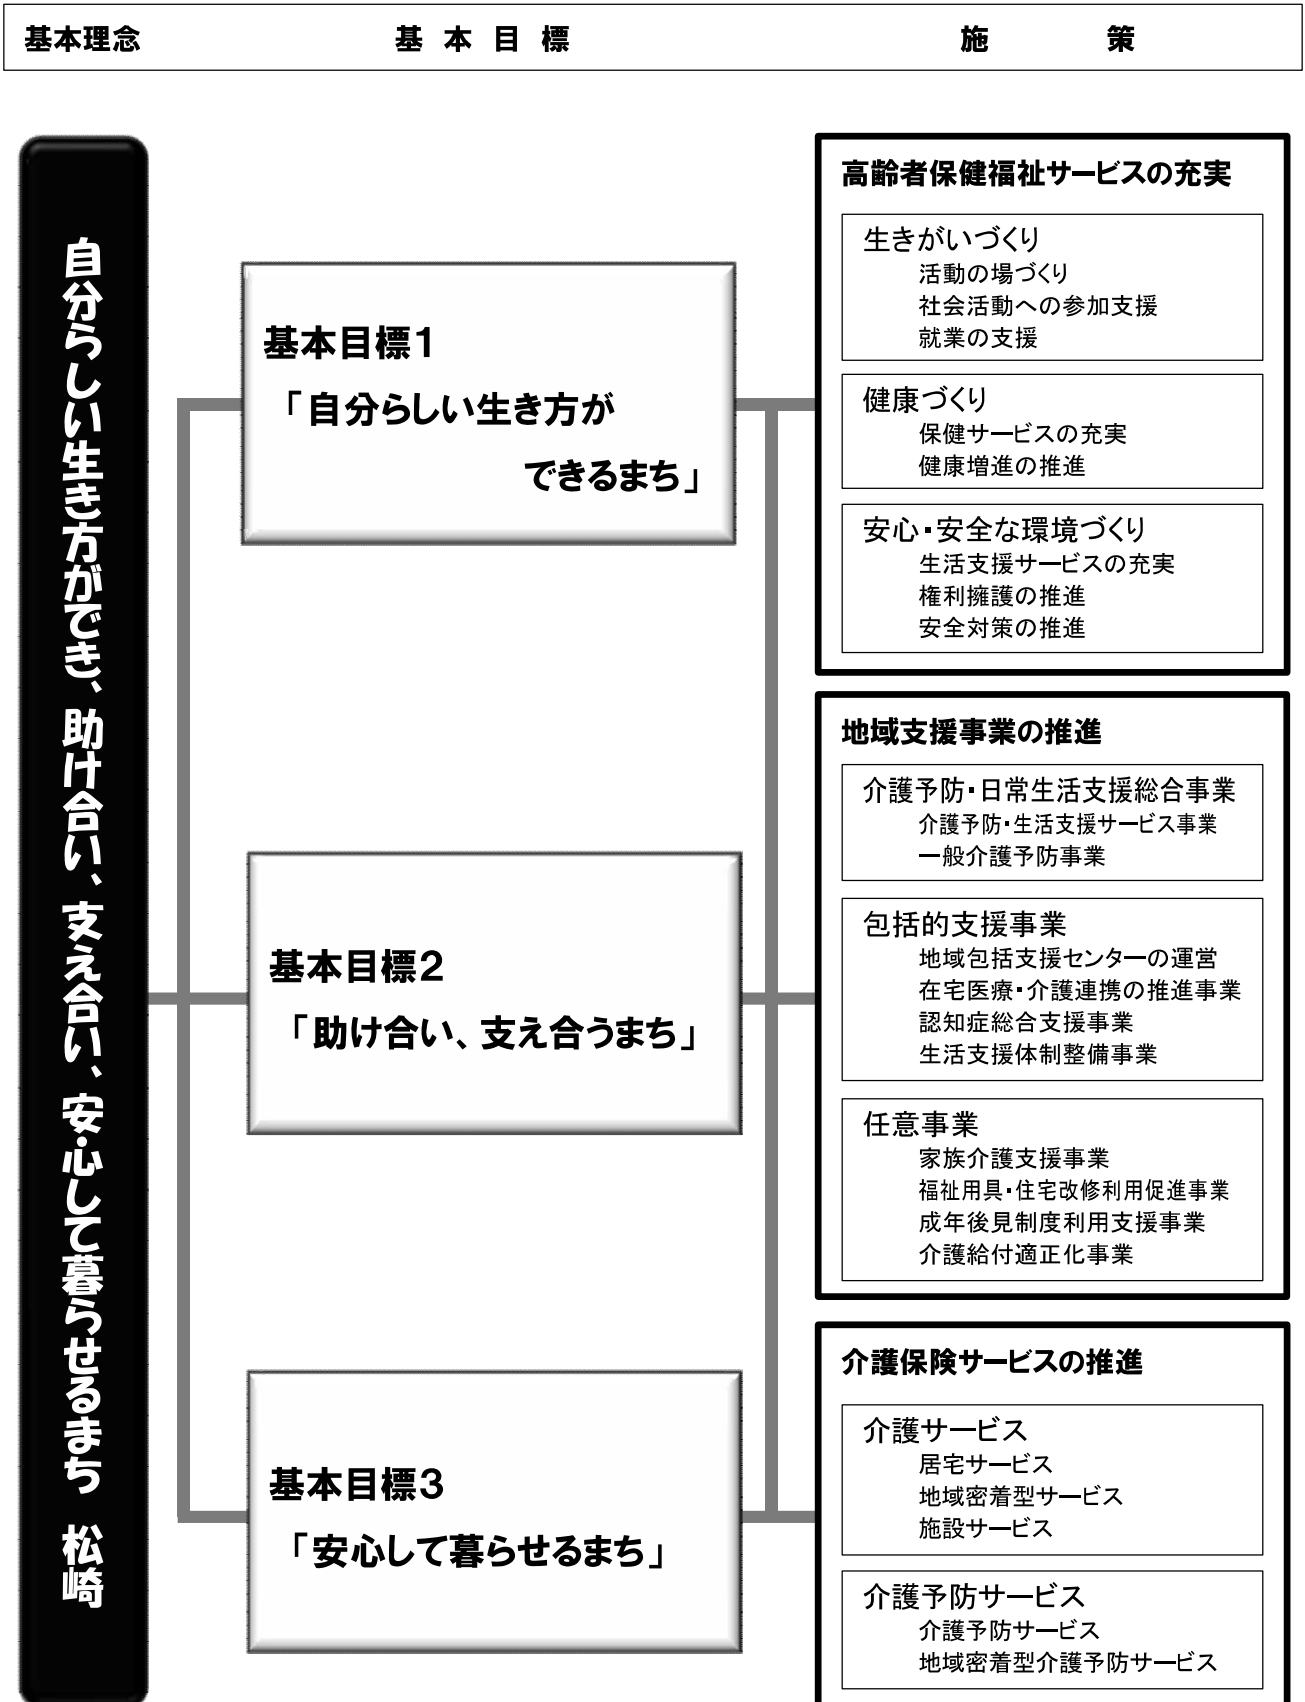 基本理念 基本目標 施策
自分らしい生き方ができ、助け合い、支え合い、安心して暮らせるまち 松崎
基本目標1
「自分らしい生き方が
できるまち」
基本目標2
「助け合い、支え合うまち」
基本目標3
「安心して暮らせるまち」
高齢者保健福祉サービスの充実
生きがいづくり
活動の場づくり
社会活動への参加支援
就業の支援
健康づくり
保健サービスの充実
健康増進の推進
安心・安全な環境づくり
生活支援サービスの充実
権利擁護の推進
安全対策の推進
地域支援事業の推進
介護予防・日常生活支援総合事業
介護予防・生活支援サービス事業
一般介護予防事業
包括的支援事業
地域包括支援センターの運営
在宅医療・介護連携の推進事業
認知症総合支援事業
生活支援体制整備事業
任意事業
家族介護支援事業
福祉用具・住宅改修利用促進事業
成年後見制度利用支援事業
介護給付適正化事業
介護保険サービスの推進
介護サービス
居宅サービス
地域密着型サービス
施設サービス
介護予防サービス
介護予防サービス
地域密着型介護予防サービス